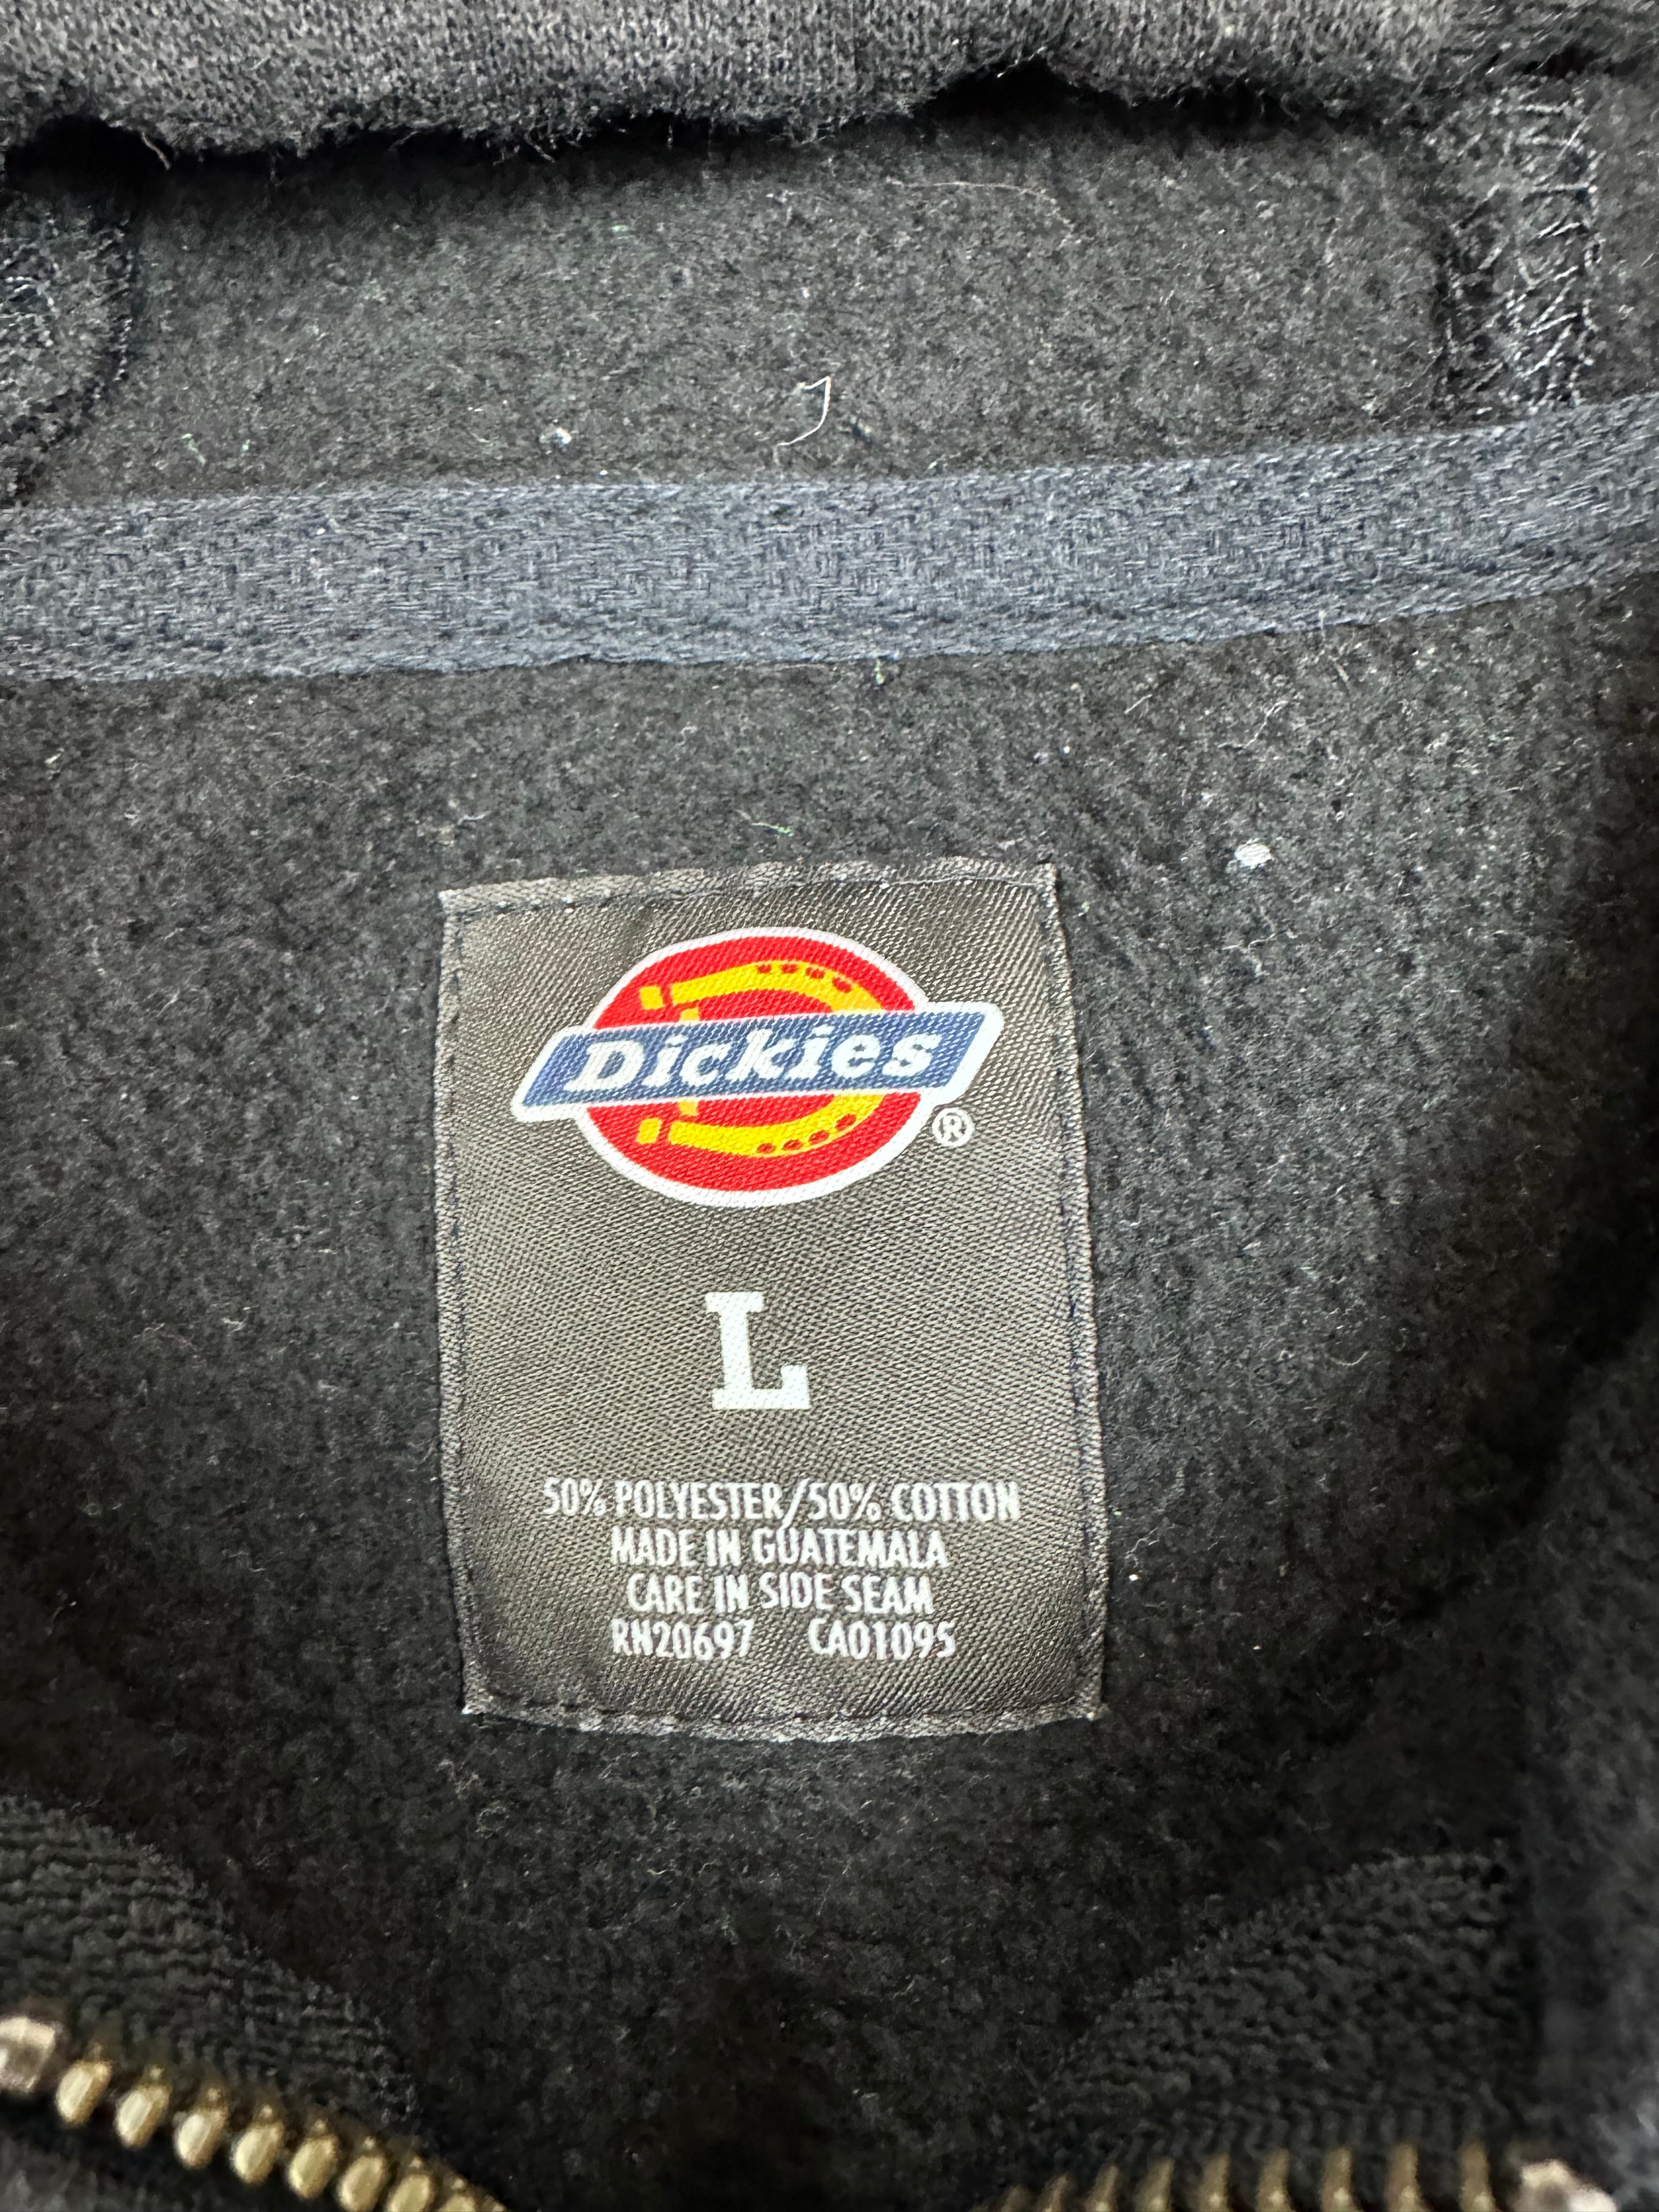 Dickies®
L
50% POLYESTER/50% COTTON
MADE IN GUATEMALA
CARE IN SIDE SEAM
RN20697 CA01095